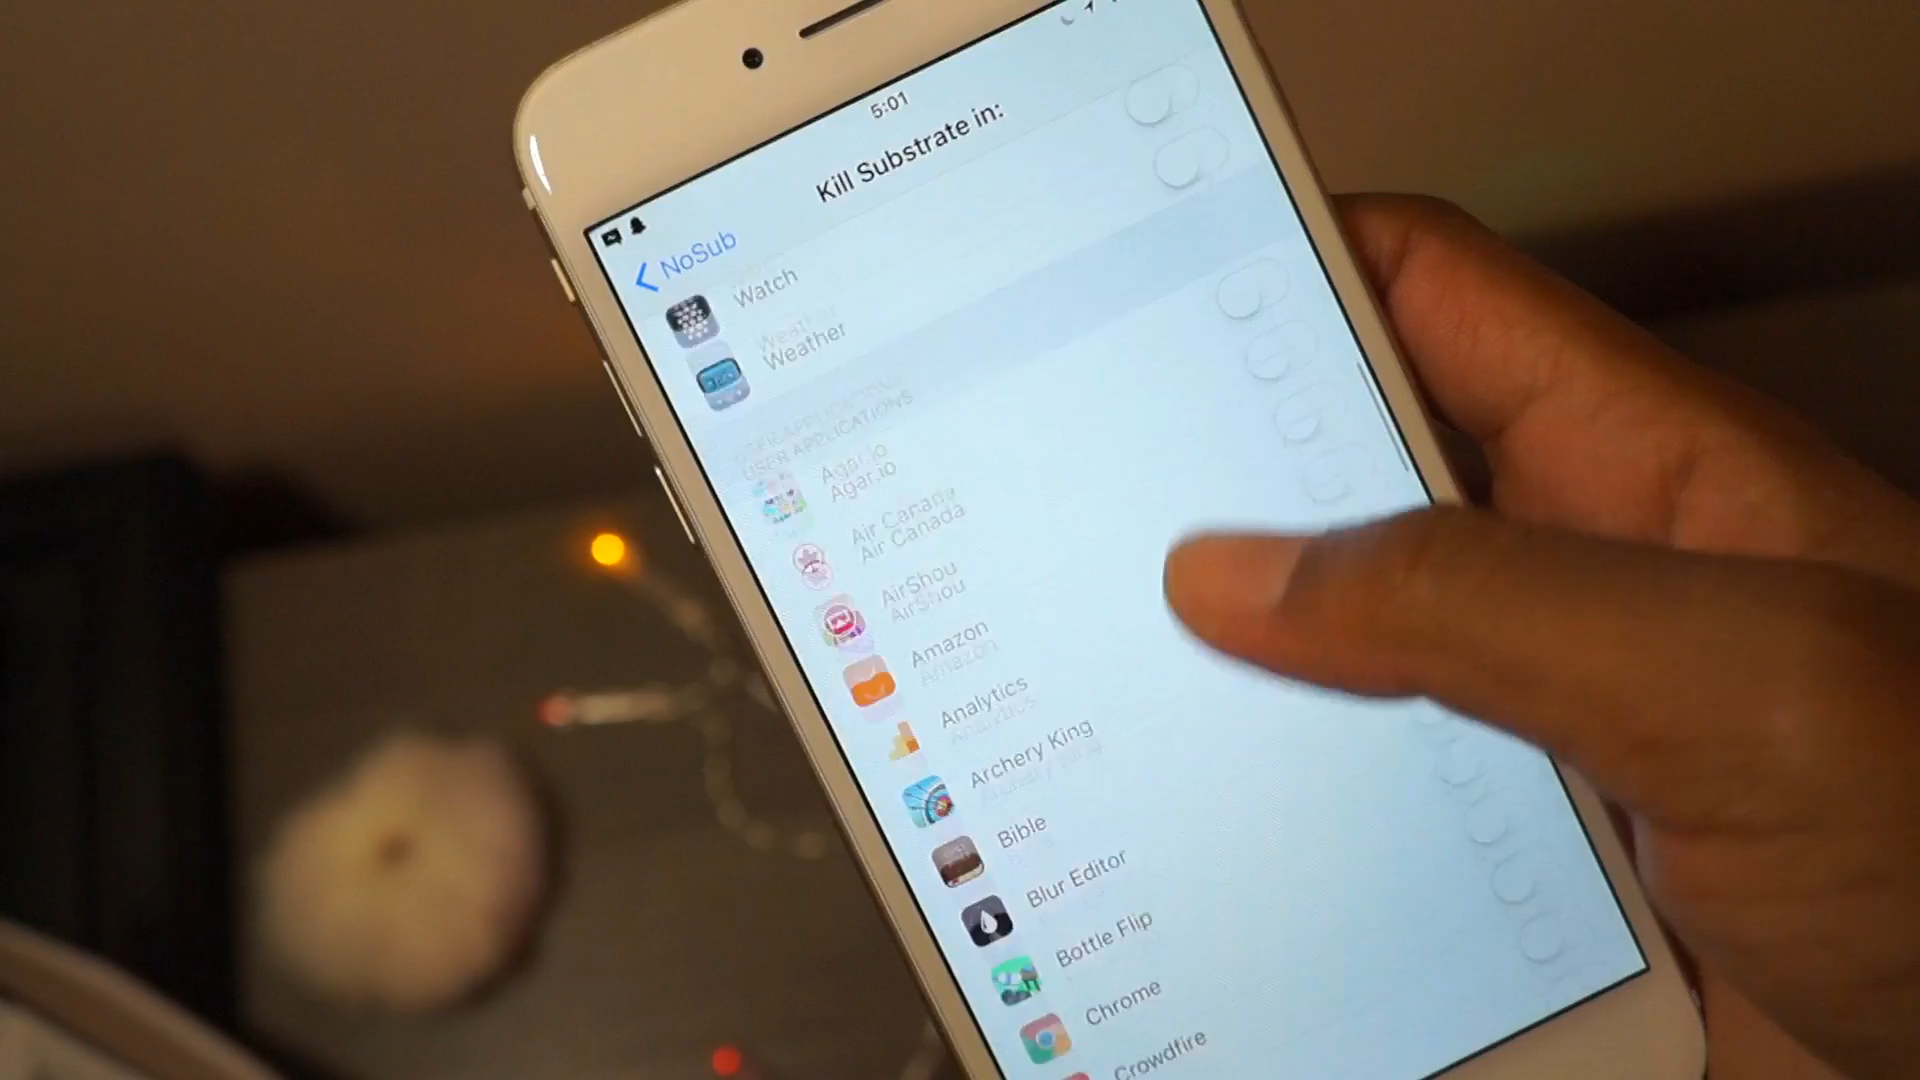 5:01
Kill Substrate in:
NoSub
Watch
Weather
USER APPLICATIONS
Agar.io
Air Canada
AirShou
Amazon
Analytics
Archery King
Bible
Blur Editor
Bottle Flip
Chrome
Crowdfire